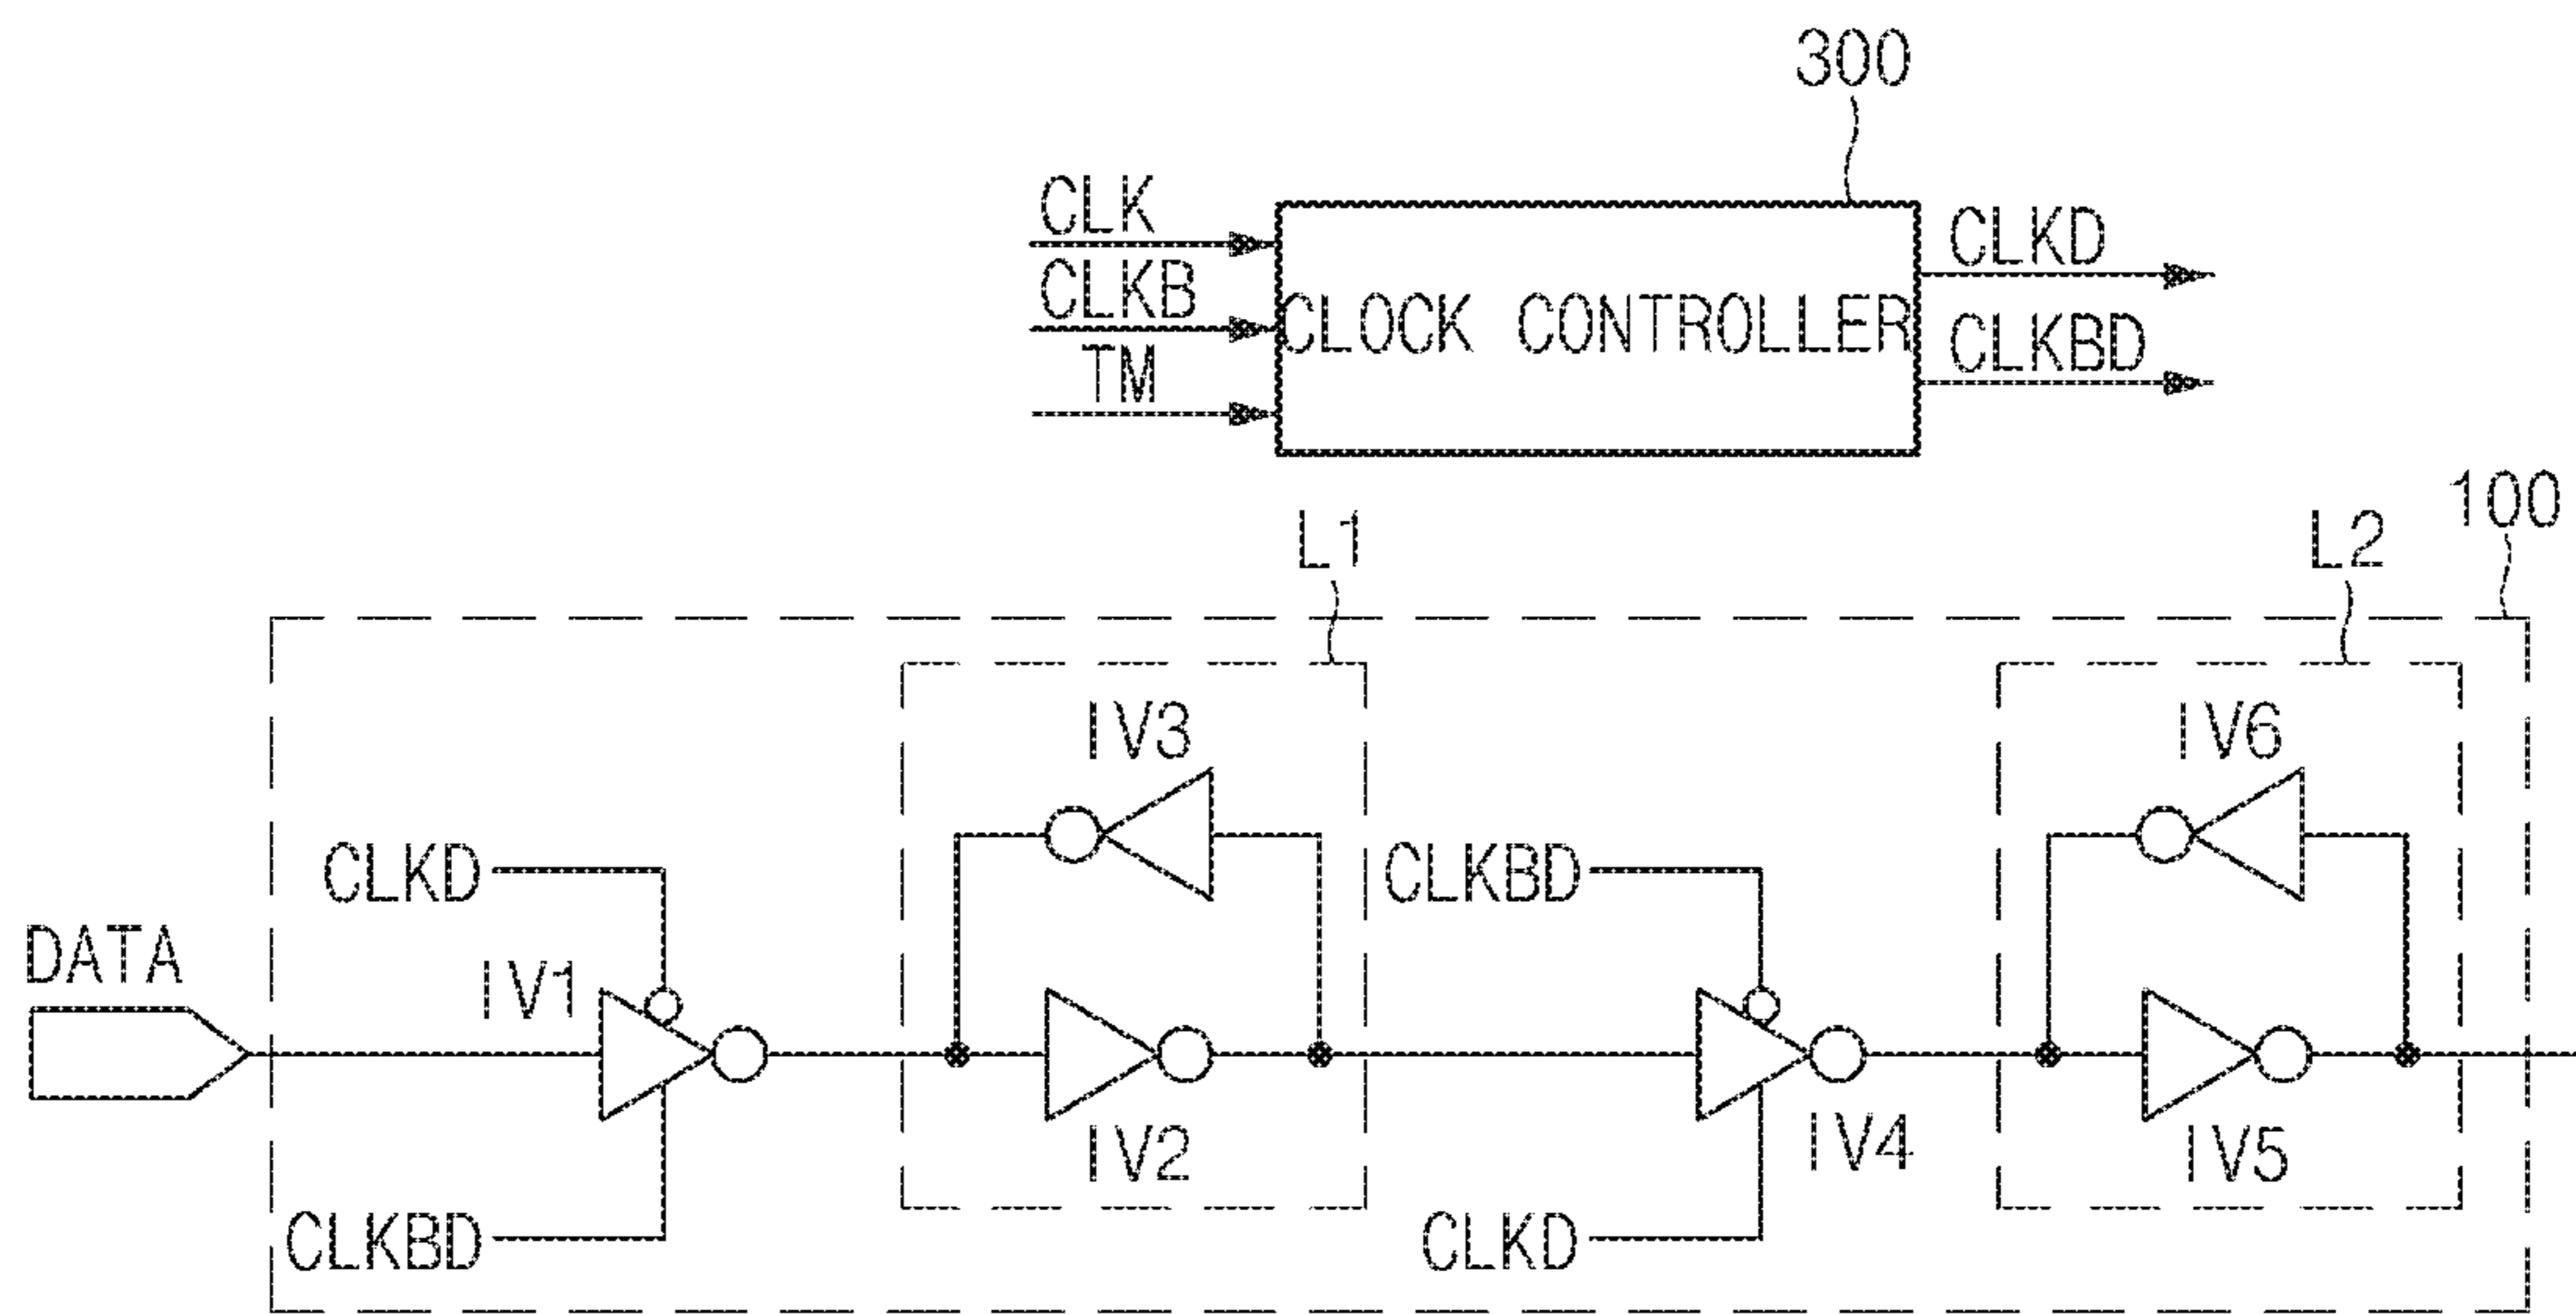 300
CLK
CLKB
TM
CLOCK CONTROLLER
CLKD
CLKBD
100
L1
L2
IV3
IV6
CLKD
CLKBD
DATA
IV1
IV2
IV4
IV5
CLKBD
CLKD